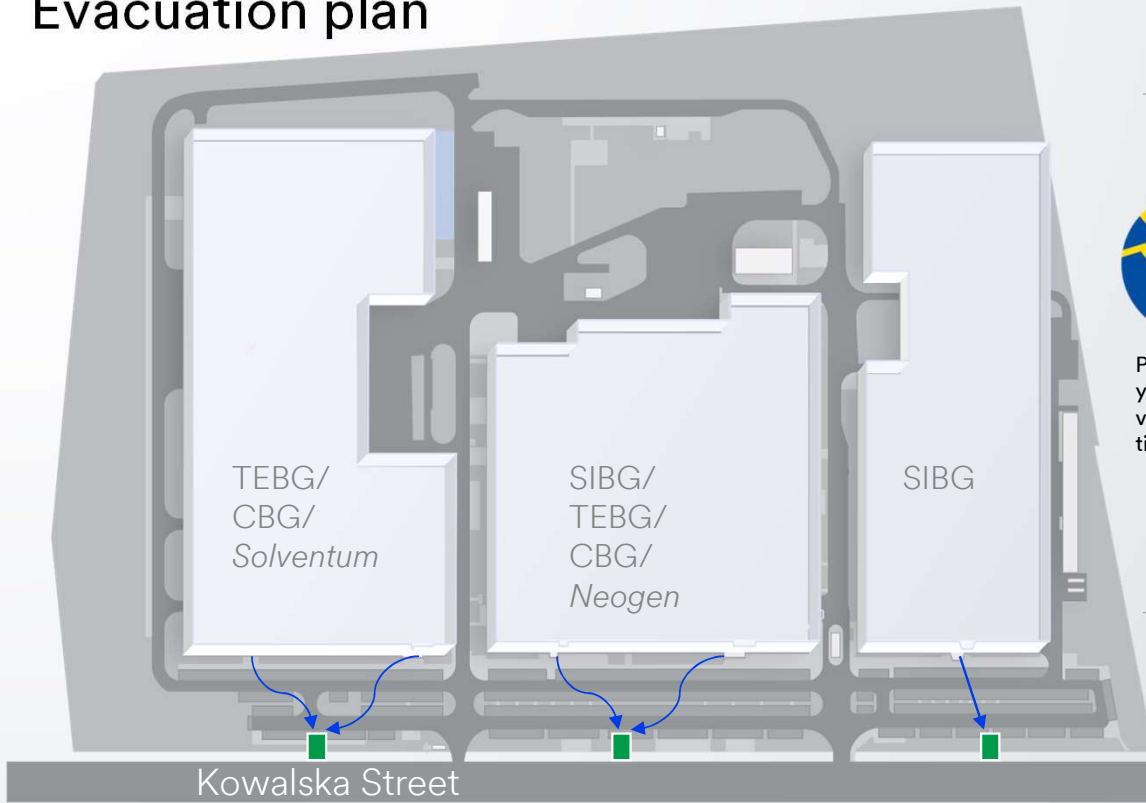 Evacuation plan
TEBG/
CBG/
Solventum
SIBG/
TEBG/
CBG/
Neogen
SIBG
Kowalska Street